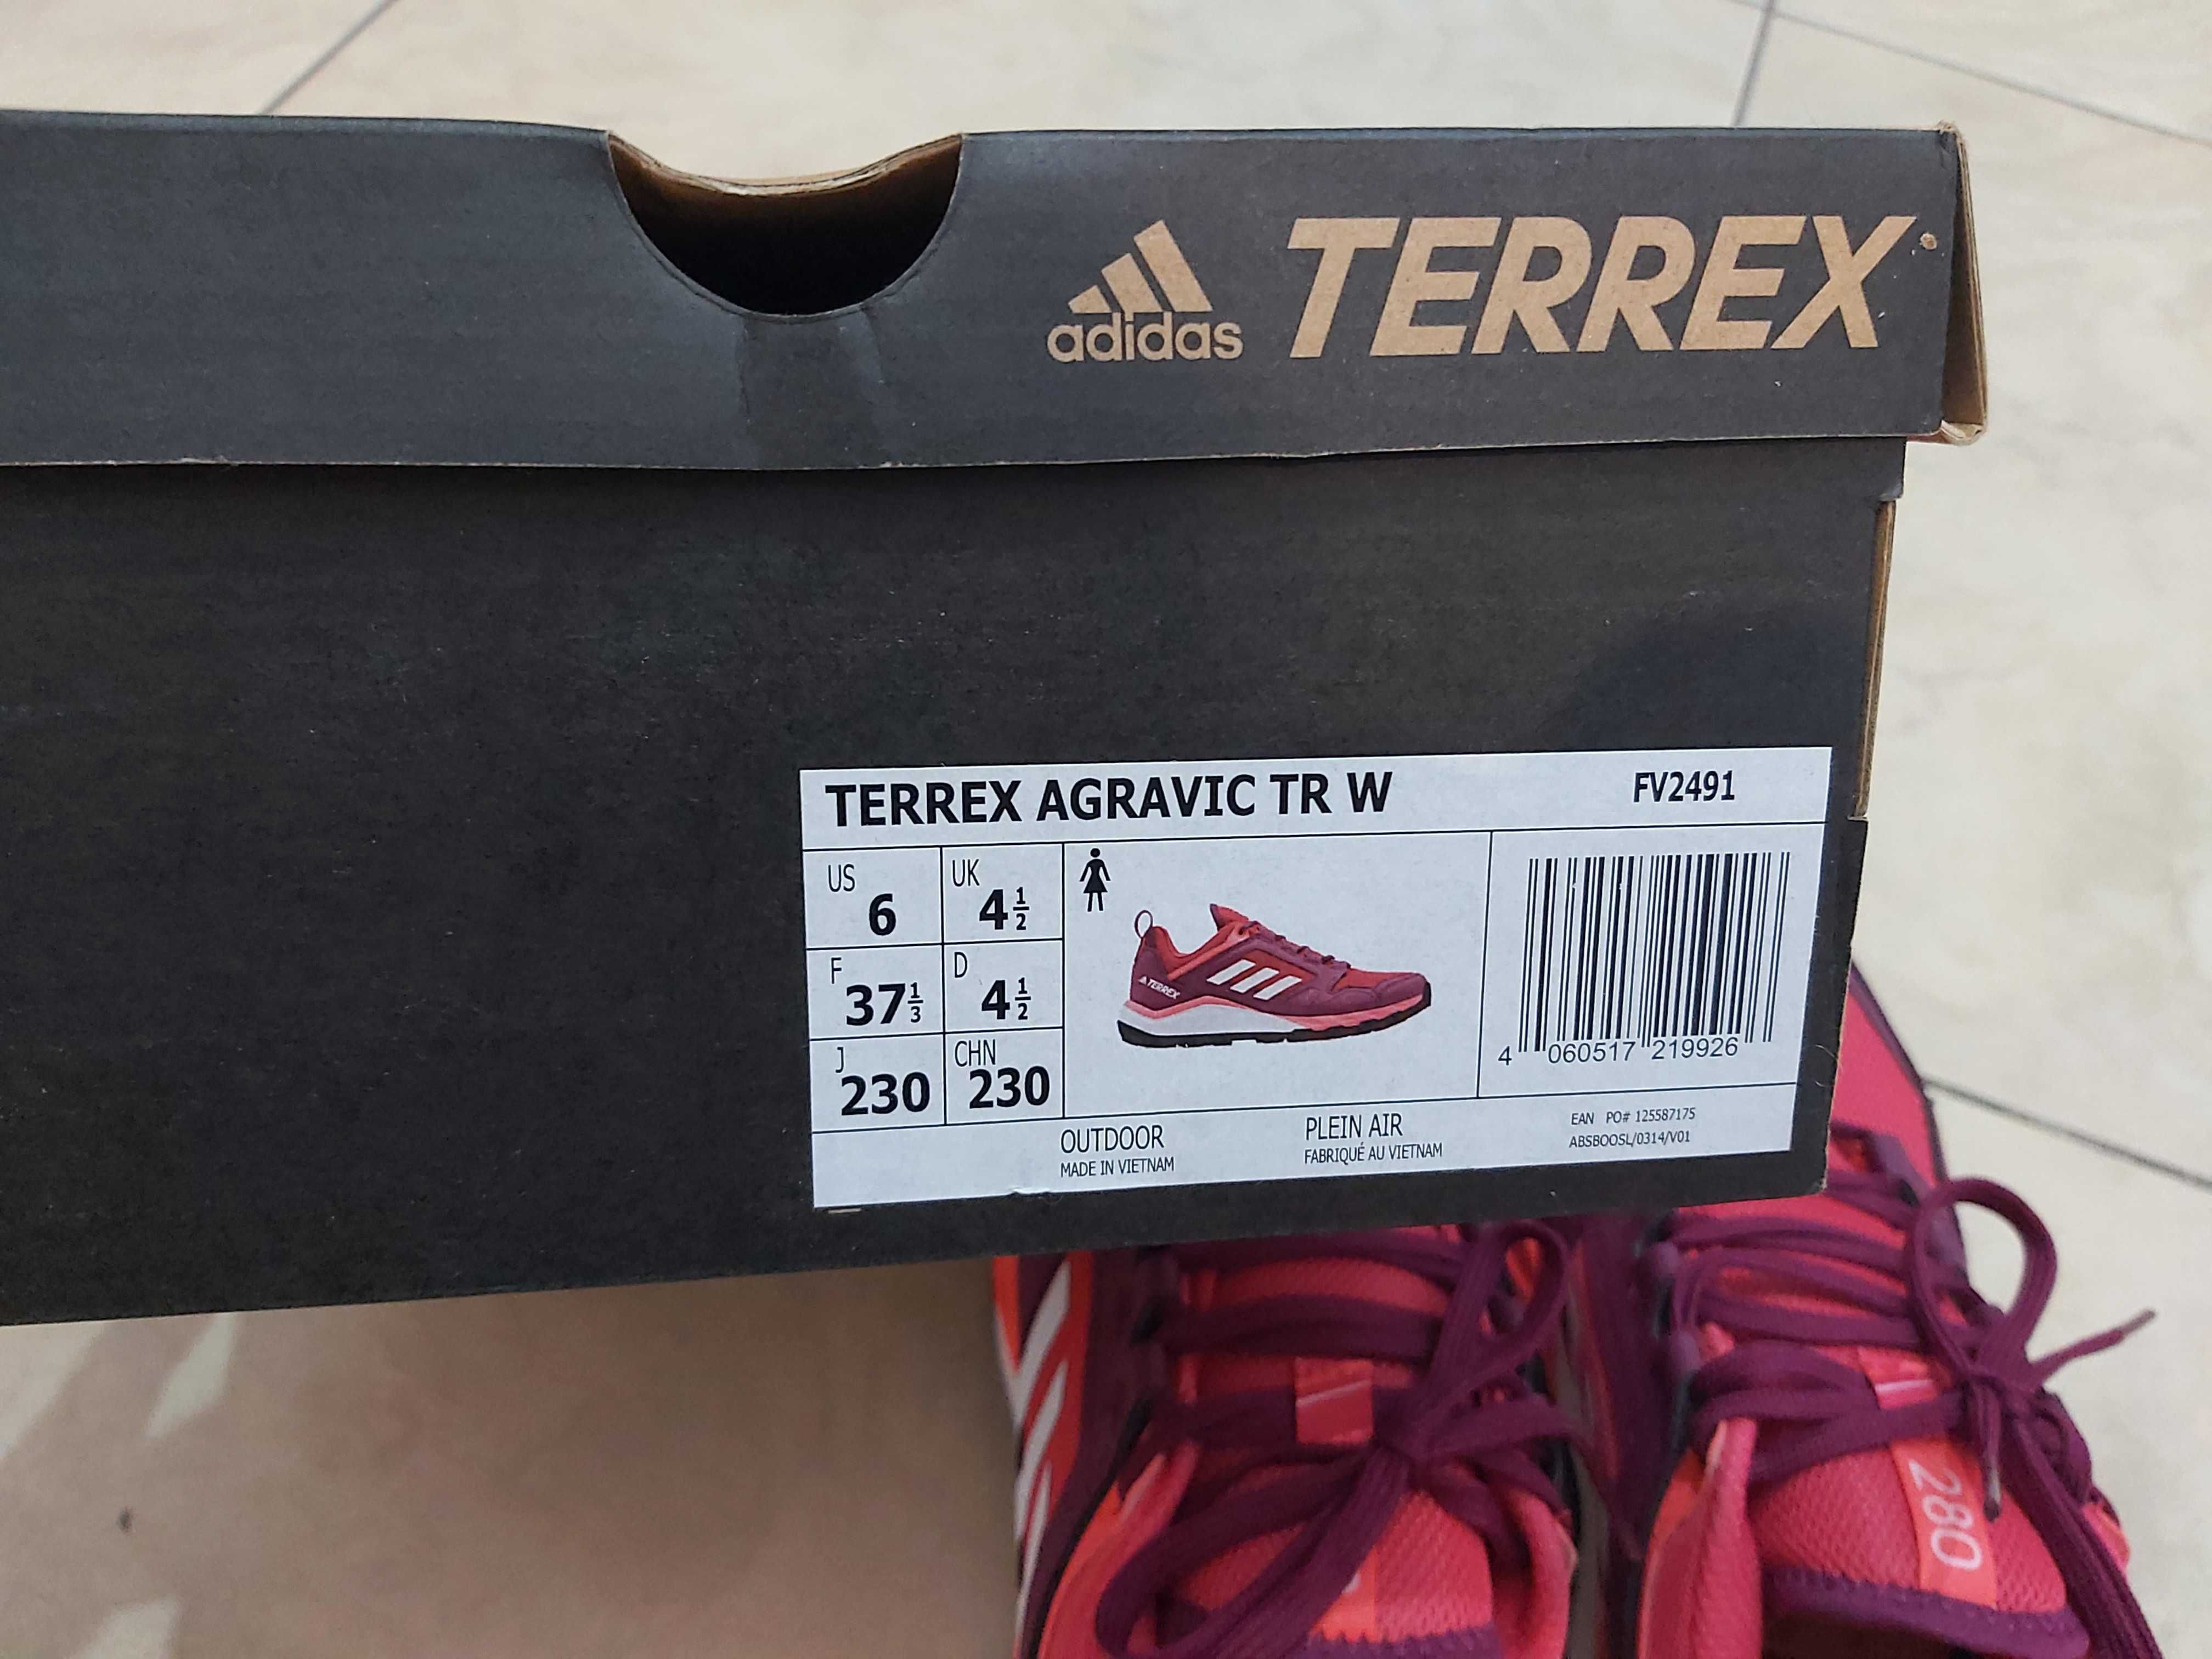 adidas TERREX
TERREX AGRAVIC TR W FV2491
US 6 UK 4 1/2
F 37 1/3 D 4 1/2
J 230 CHN 230
TERREX
4 060517 219926
OUTDOOR PLEIN AIR
MADE IN VIETNAM FABRIQUÉ AU VIETNAM
EAN PO# 125587175
ABSBOOSL/0314/V01
280